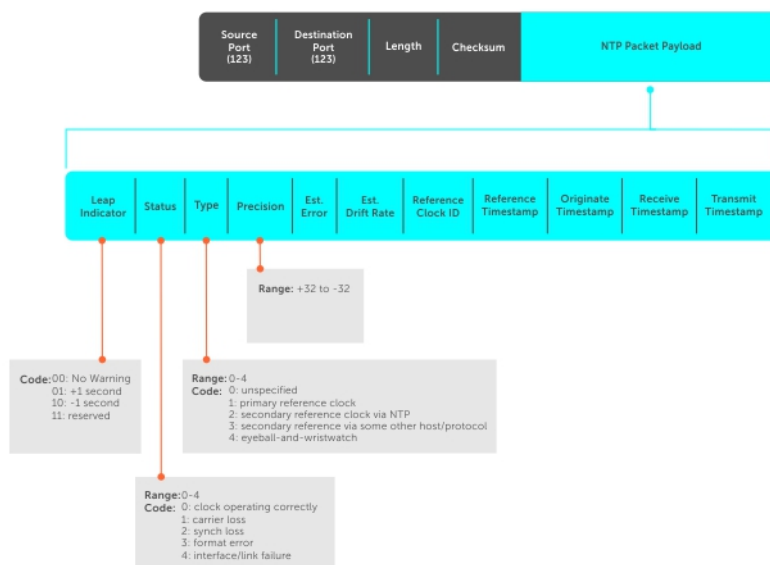 Source Port (123)
Destination Port (123)
Length
Checksum
NTP Packet Payload
Leap Indicator
Status
Type
Precision
Est. Error
Est. Drift Rate
Reference Clock ID
Reference Timestamp
Originate Timestamp
Receive Timestamp
Transmit Timestamp
Range: +32 to -32
Code: 00: No Warning
01: +1 second
10: -1 second
11: reserved
Range: 0-4
Code: 0: unspecified
1: primary reference clock
2: secondary reference clock via NTP
3: secondary reference via some other host/protocol
4: eyeball-and-wristwatch
Range: 0-4
Code: 0: clock operating correctly
1: carrier loss
2: synch loss
3: format error
4: interface/link failure